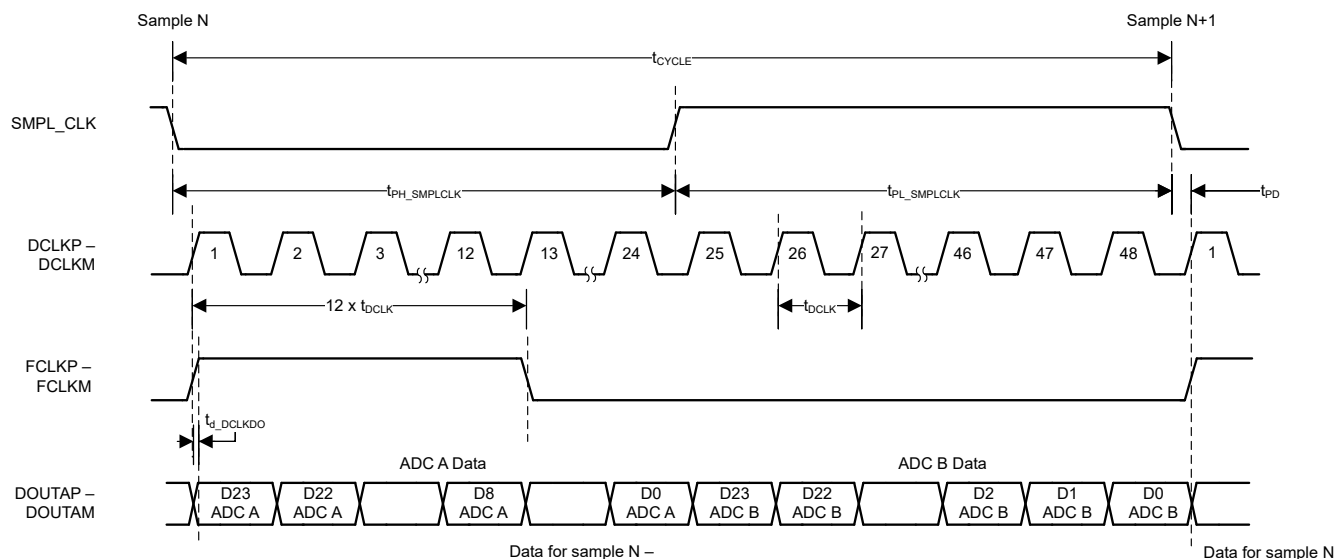 Sample N
Sample N+1
tCYCLE
SMPL_CLK
tPH_SMPLCLK
tPL_SMPLCLK
tPD
DCLKP –
DCLKM
1 2 3 12 13 24 25 26 27 46 47 48 1
12 x tDCLK
tDCLK
FCLKP –
FCLKM
td_DCLKDO
ADC A Data
ADC B Data
DOUTAP –
DOUTAM
D23
ADC A
D22
ADC A
D8
ADC A
D0
ADC A
D23
ADC B
D22
ADC B
D2
ADC B
D1
ADC B
D0
ADC B
Data for sample N –
Data for sample N